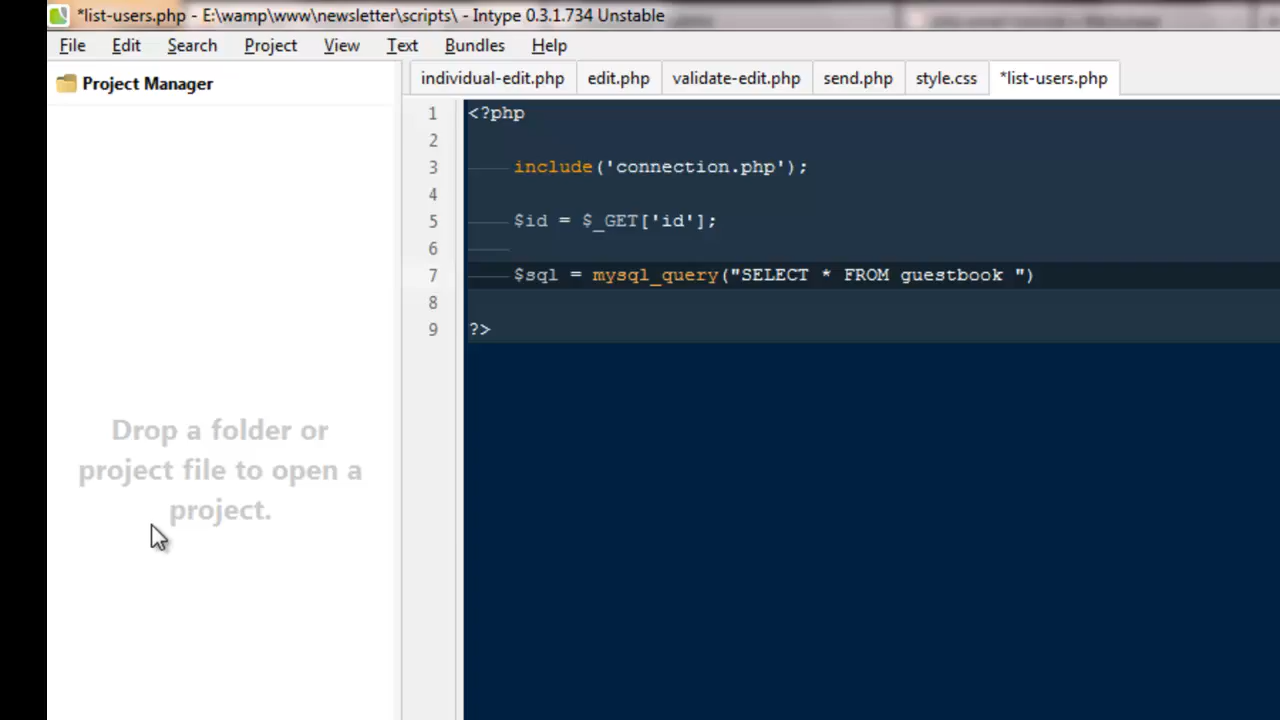 *list-users.php - E:\wamp\www\newsletter\scripts\ - Intype 0.3.1.734 Unstable
File Edit Search Project View Text Bundles Help
Project Manager
individual-edit.php edit.php validate-edit.php send.php style.css *list-users.php
1 <?php
2
3 include('connection.php');
4
5 $id = $_GET['id'];
6
7 $sql = mysql_query("SELECT * FROM guestbook ")
8
9 ?>
Drop a folder or
project file to open a
project.